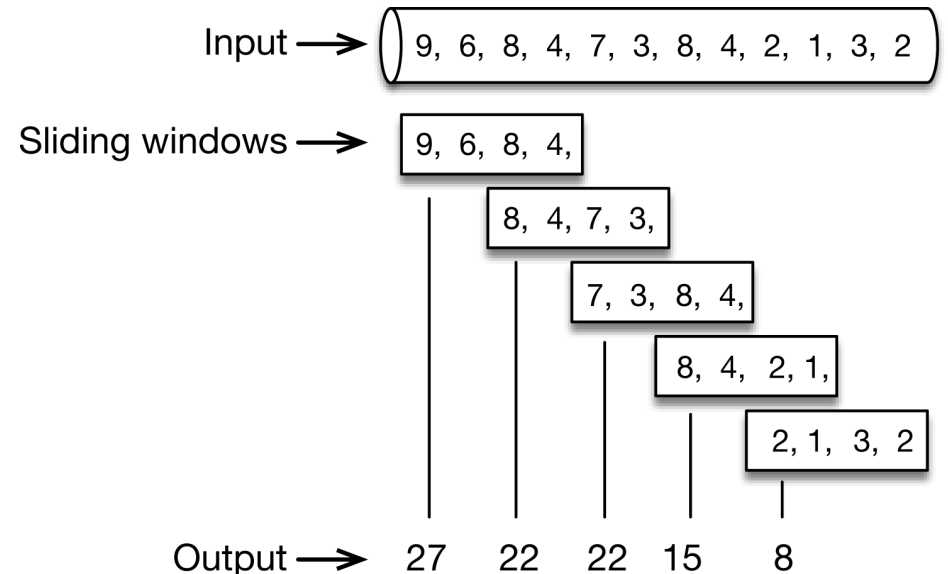 Input
9, 6, 8, 4, 7, 3, 8, 4, 2, 1, 3, 2
Sliding windows
9, 6, 8, 4,
8, 4, 7, 3,
7, 3, 8, 4,
8, 4, 2, 1,
2, 1, 3, 2
Output
27 22 22 15 8